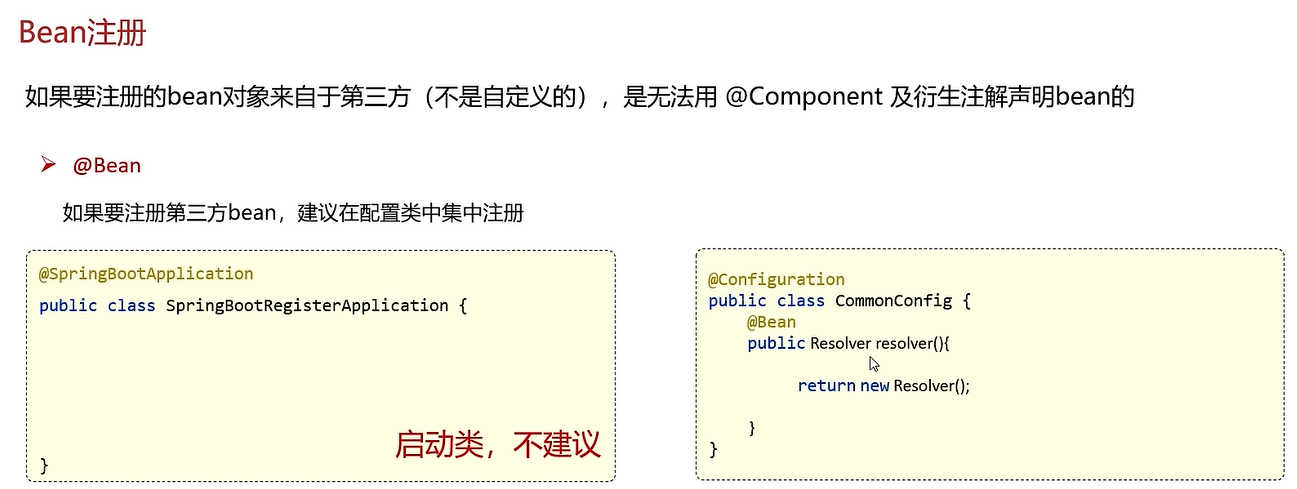 Bean注册
如果要注册的bean对象来自于第三方（不是自定义的），是无法用 @Component 及衍生注解声明bean的
➢ @Bean
如果要注册第三方bean，建议在配置类中集中注册
@SpringBootApplication
public class SpringBootRegisterApplication {
启动类，不建议
}
@Configuration
public class CommonConfig {
@Bean
public Resolver resolver(){
return new Resolver();
}
}